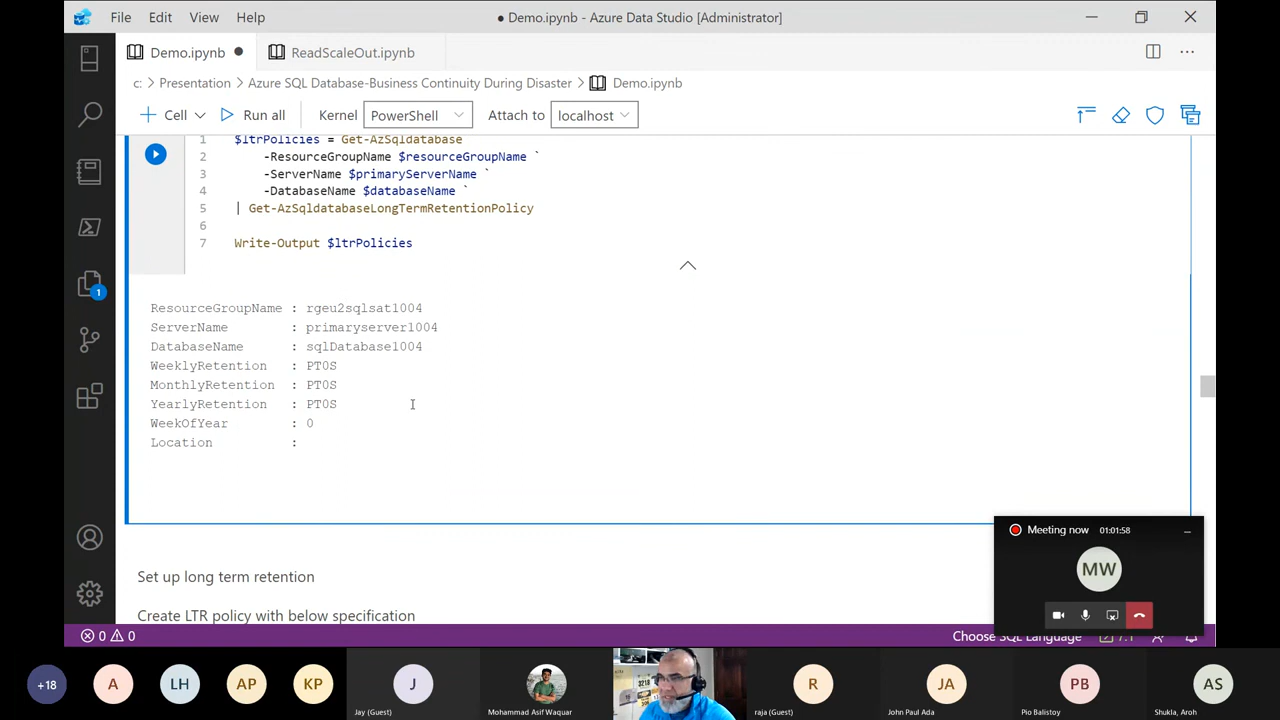 File Edit View Help ● Demo.ipynb - Azure Data Studio [Administrator]
Demo.ipynb ● ReadScaleOut.ipynb
c: > Presentation > Azure SQL Database-Business Continuity During Disaster > Demo.ipynb
+ Cell Run all Kernel PowerShell Attach to localhost
1 $ltrPolicies = Get-AzSqldatabase `
2 -ResourceGroupName $resourceGroupName `
3 -ServerName $primaryServerName `
4 -DatabaseName $databaseName `
5 | Get-AzSqldatabaseLongTermRetentionPolicy
6
7 Write-Output $ltrPolicies
ResourceGroupName : rgeu2sqlsat1004
ServerName : primaryserver1004
DatabaseName : sqlDatabase1004
WeeklyRetention : PT0S
MonthlyRetention : PT0S
YearlyRetention : PT0S
WeekOfYear : 0
Location :
1
Set up long term retention
Create LTR policy with below specification
Meeting now 01:01:58
MW
0 0 Choose SQL Language 7.1
+18 A LH AP KP J R JA PB AS
Jay (Guest) Mohammad Asif Waquar raja (Guest) John Paul Ada Pio Balistoy Shukla, Aroh